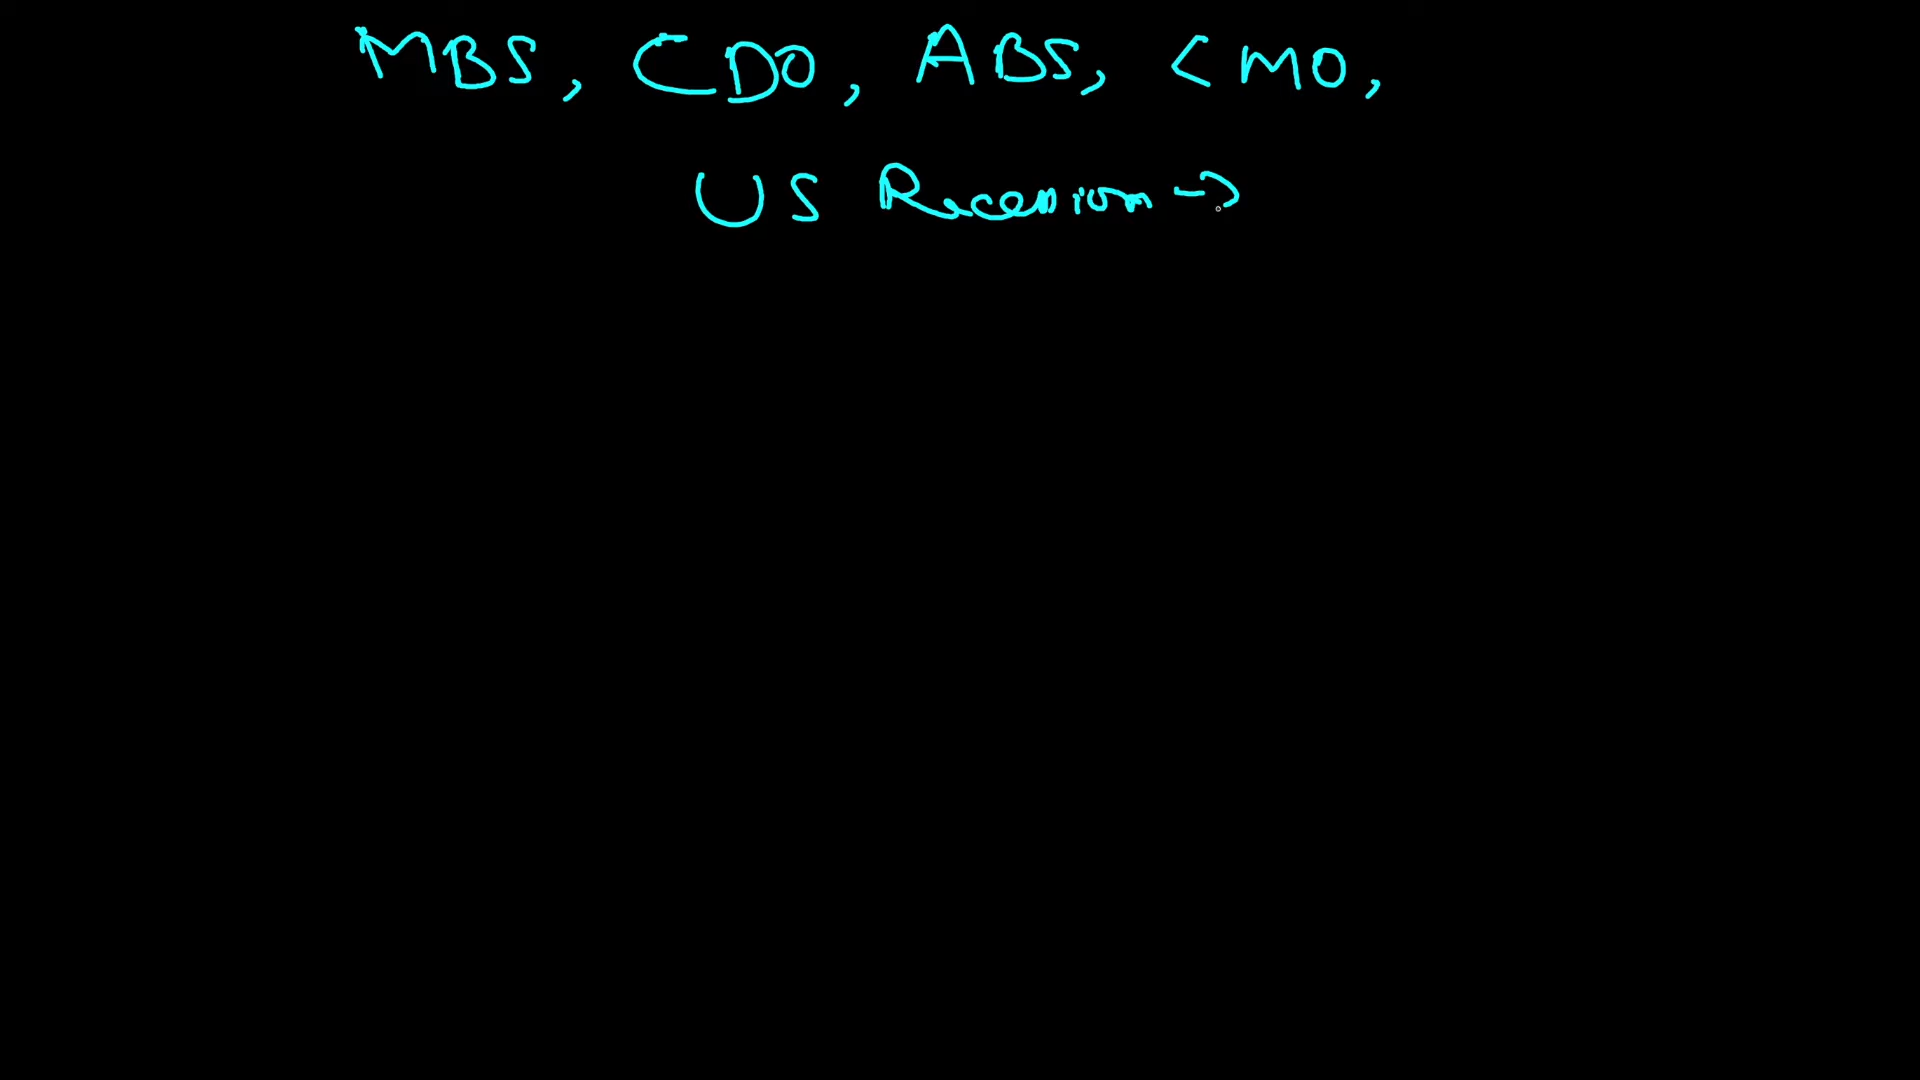 MBS, CDO, ABS, CMO,
US Recession →